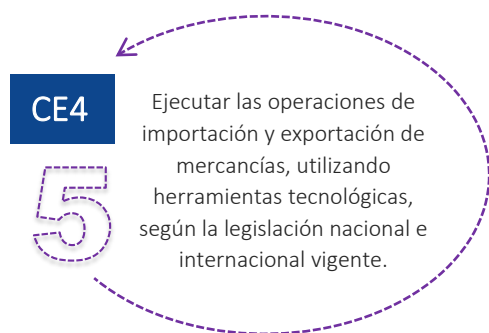 CE4
5
Ejecutar las operaciones de
importación y exportación de
mercancías, utilizando
herramientas tecnológicas,
según la legislación nacional e
internacional vigente.